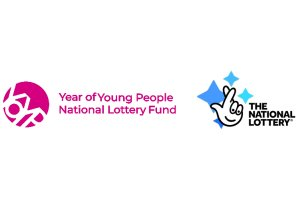 Year of Young People
National Lottery Fund
THE
NATIONAL
LOTTERY®